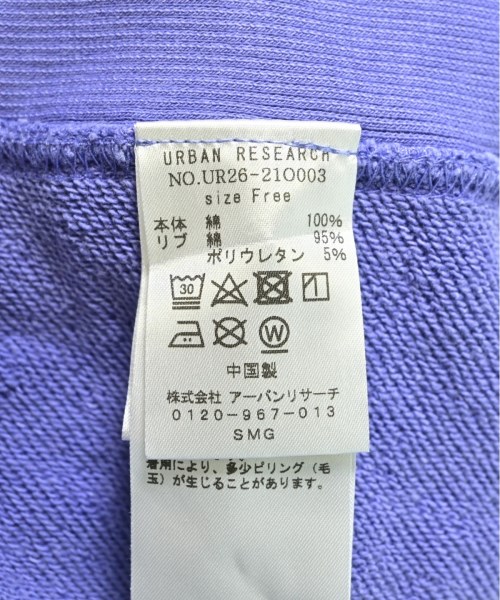 URBAN RESEARCH
NO.UR26-21O003
size Free
本体 綿 100%
リブ 綿 95%
ポリウレタン 5%
30
W
中国製
株式会社 アーバンリサーチ
0120-967-013
SMG
着用により、多少ピリング（毛
玉）が生じることがあります。